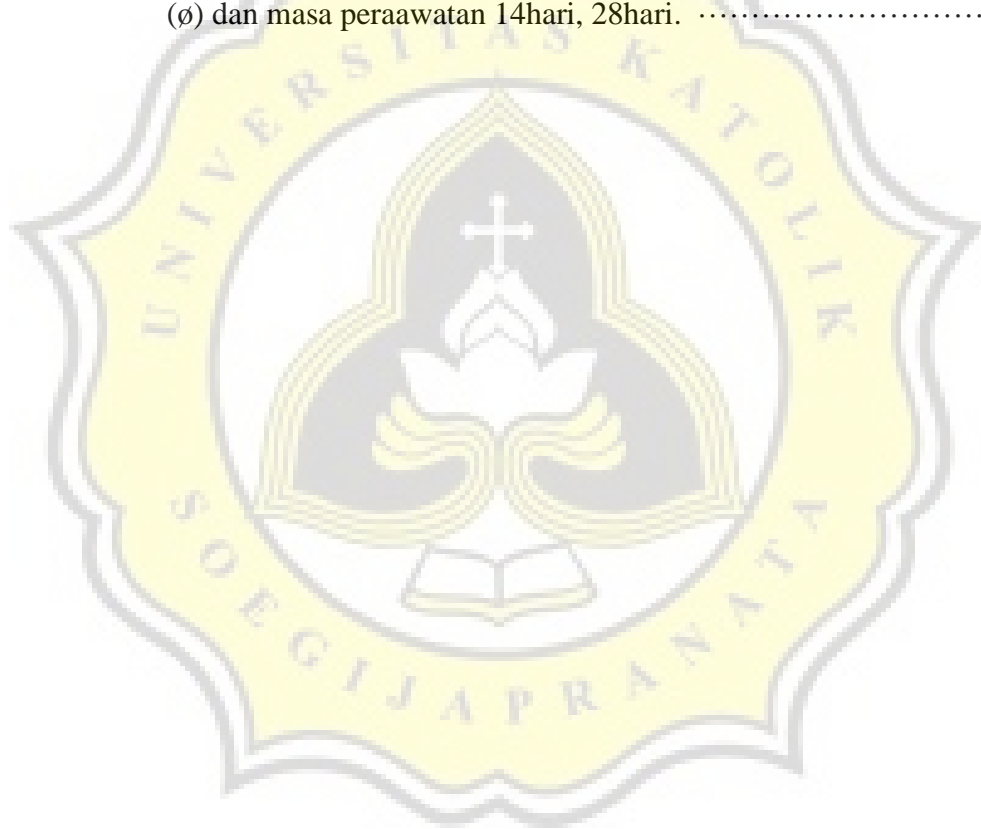 (ø) dan masa peraawatan 14hari, 28hari. ................................
UNIVERSITAS KATOLIK
SOEGIJAPRANATA